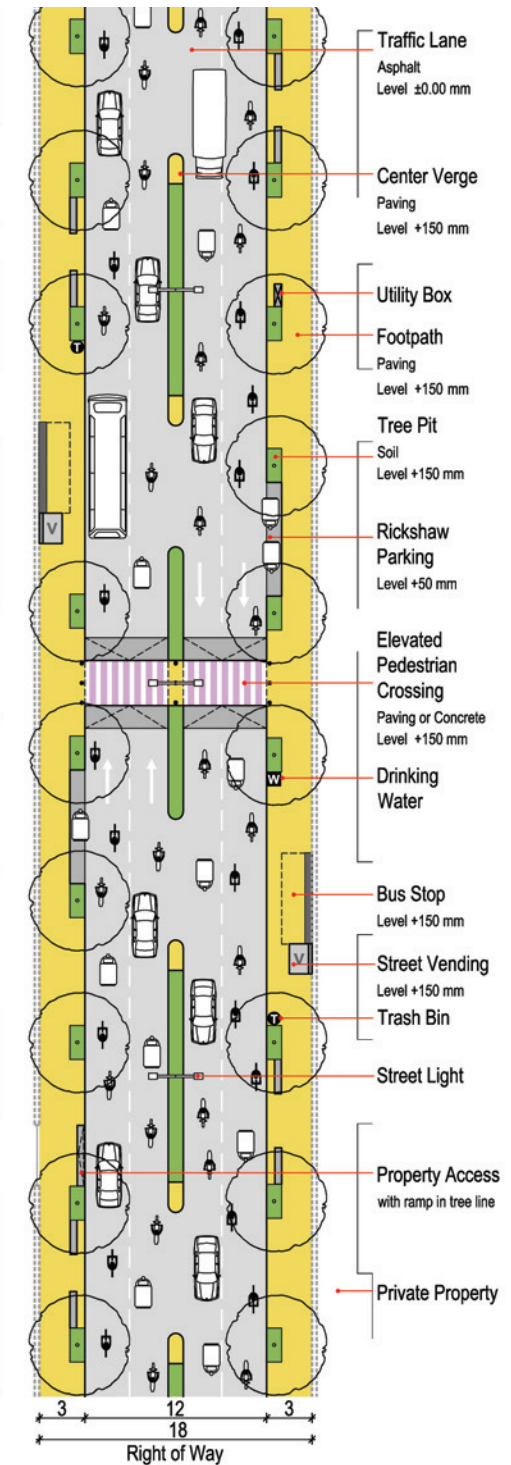 Traffic Lane
Asphalt
Level ±0.00 mm
Center Verge
Paving
Level +150 mm
Utility Box
Footpath
Paving
Level +150 mm
T
Tree Pit
Soil
Level +150 mm
V
Rickshaw
Parking
Level +50 mm
Elevated
Pedestrian
Crossing
Paving or Concrete
Level +150 mm
W
Drinking
Water
Bus Stop
Level +150 mm
V
Street Vending
Level +150 mm
T
Trash Bin
Street Light
Property Access
with ramp in tree line
Private Property
3 12 3
18
Right of Way